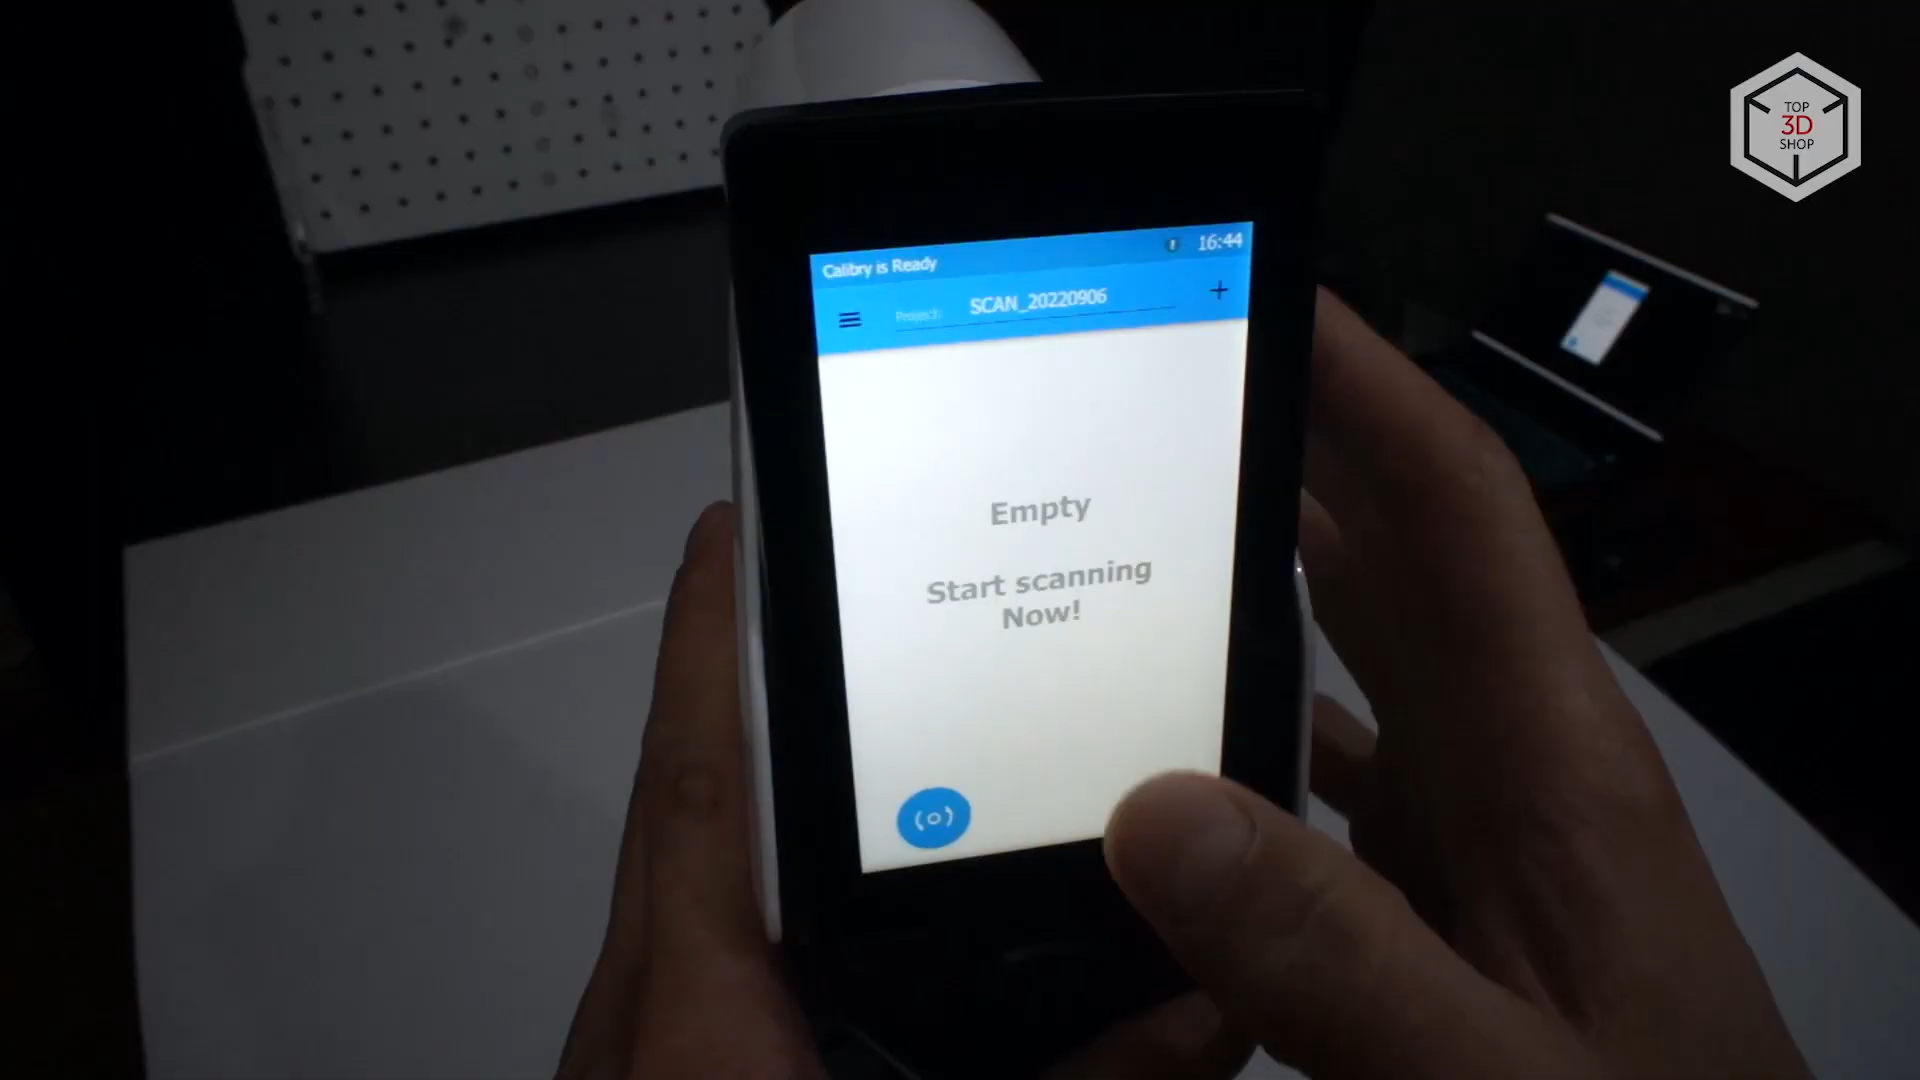 TOP
3D
SHOP
16:44
Calibry is Ready
Project:
SCAN_20220906
Empty
Start scanning
Now!